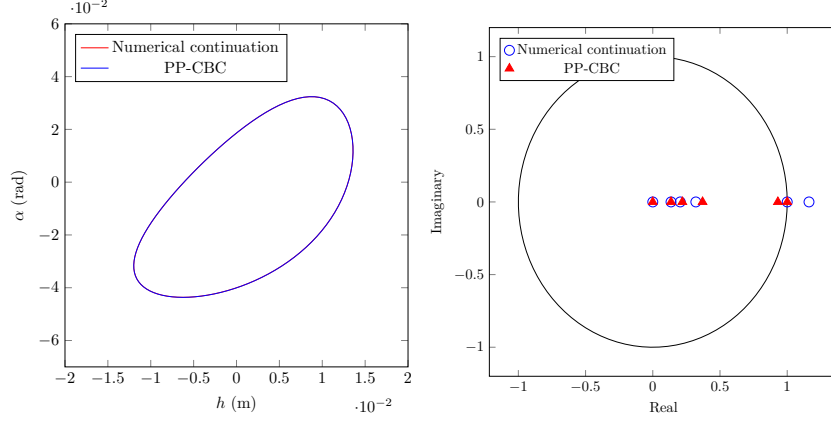 ·10⁻²
6
4
2
0
−2
−4
−6
α (rad)
Numerical continuation
PP-CBC
−2 −1.5 −1 −0.5 0 0.5 1 1.5 2
h (m)
·10⁻²
1
0.5
0
−0.5
−1
Imaginary
Numerical continuation
PP-CBC
−1 −0.5 0 0.5 1
Real